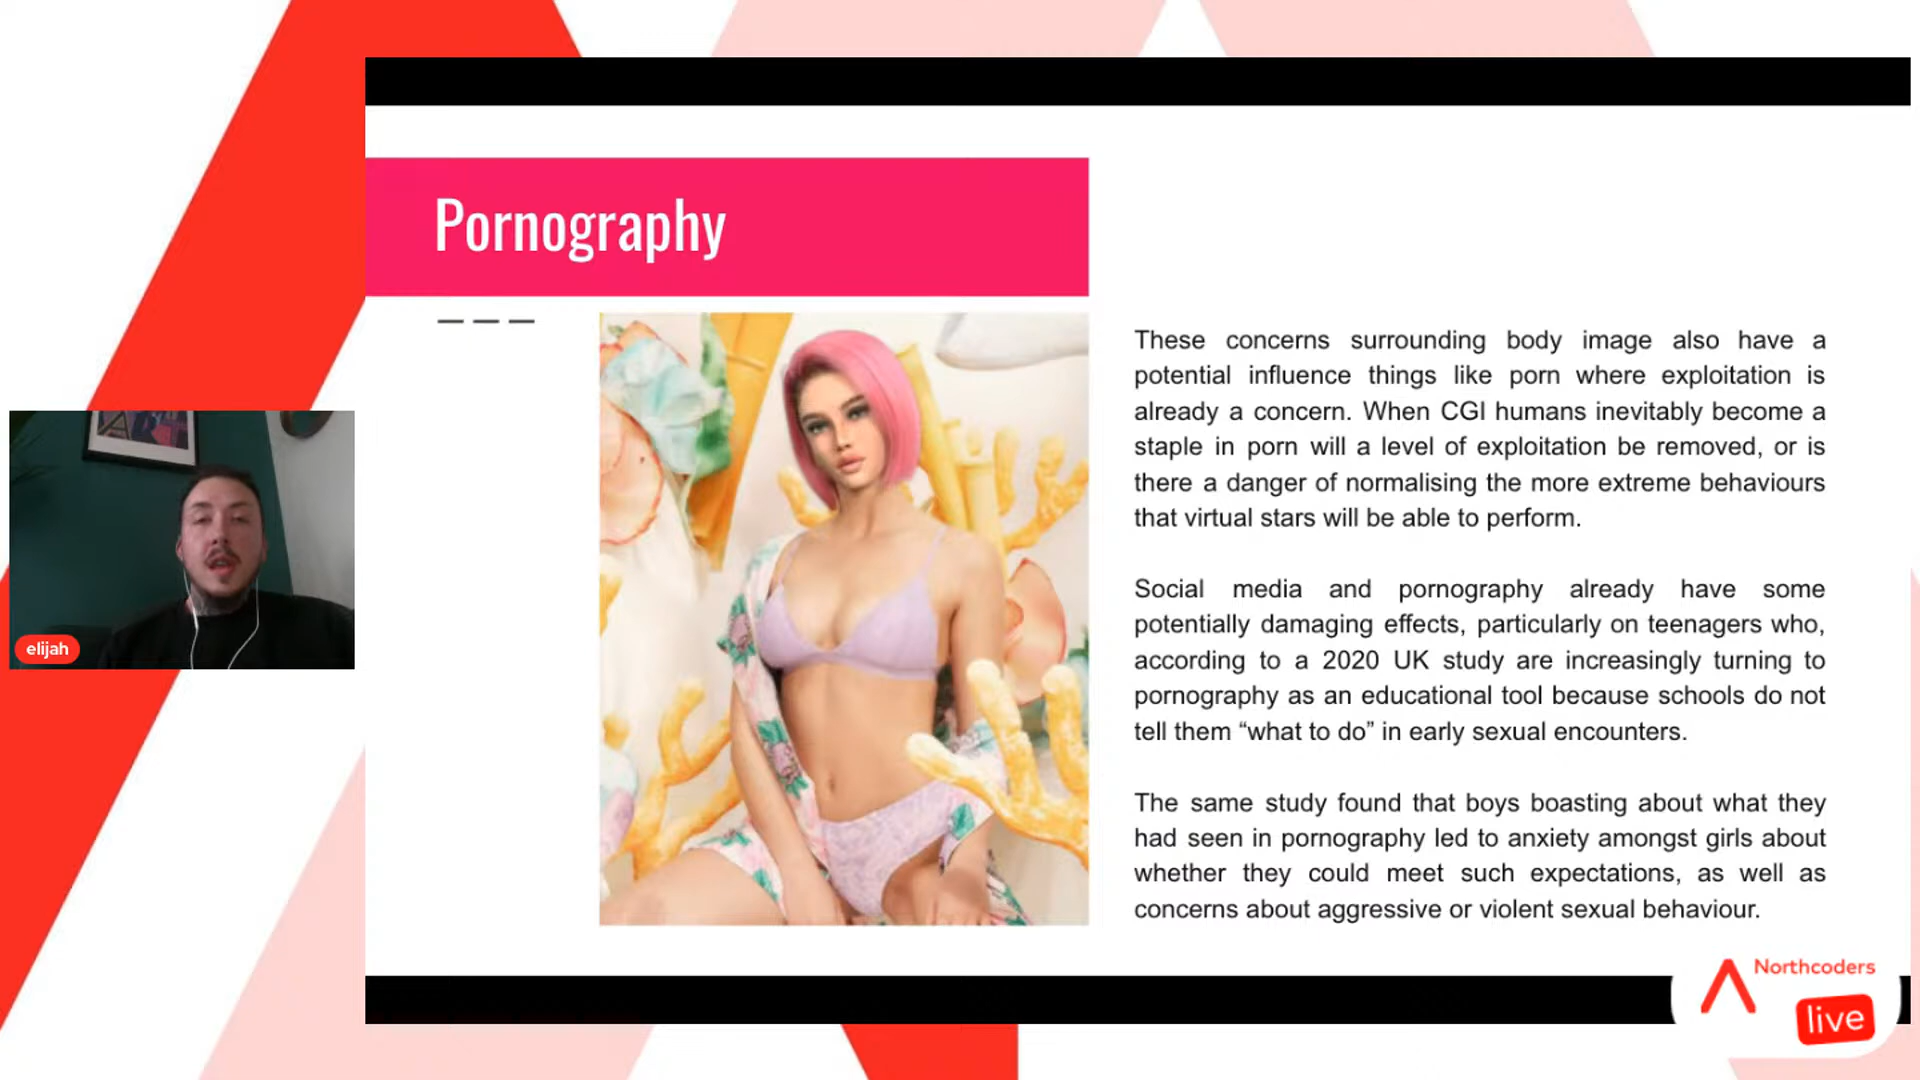 Pornography
These concerns surrounding body image also have a
potential influence things like porn where exploitation is
already a concern. When CGI humans inevitably become a
staple in porn will a level of exploitation be removed, or is
there a danger of normalising the more extreme behaviours
that virtual stars will be able to perform.
Social media and pornography already have some
potentially damaging effects, particularly on teenagers who,
according to a 2020 UK study are increasingly turning to
pornography as an educational tool because schools do not
tell them “what to do” in early sexual encounters.
The same study found that boys boasting about what they
had seen in pornography led to anxiety amongst girls about
whether they could meet such expectations, as well as
concerns about aggressive or violent sexual behaviour.
elijah
Northcoders
live